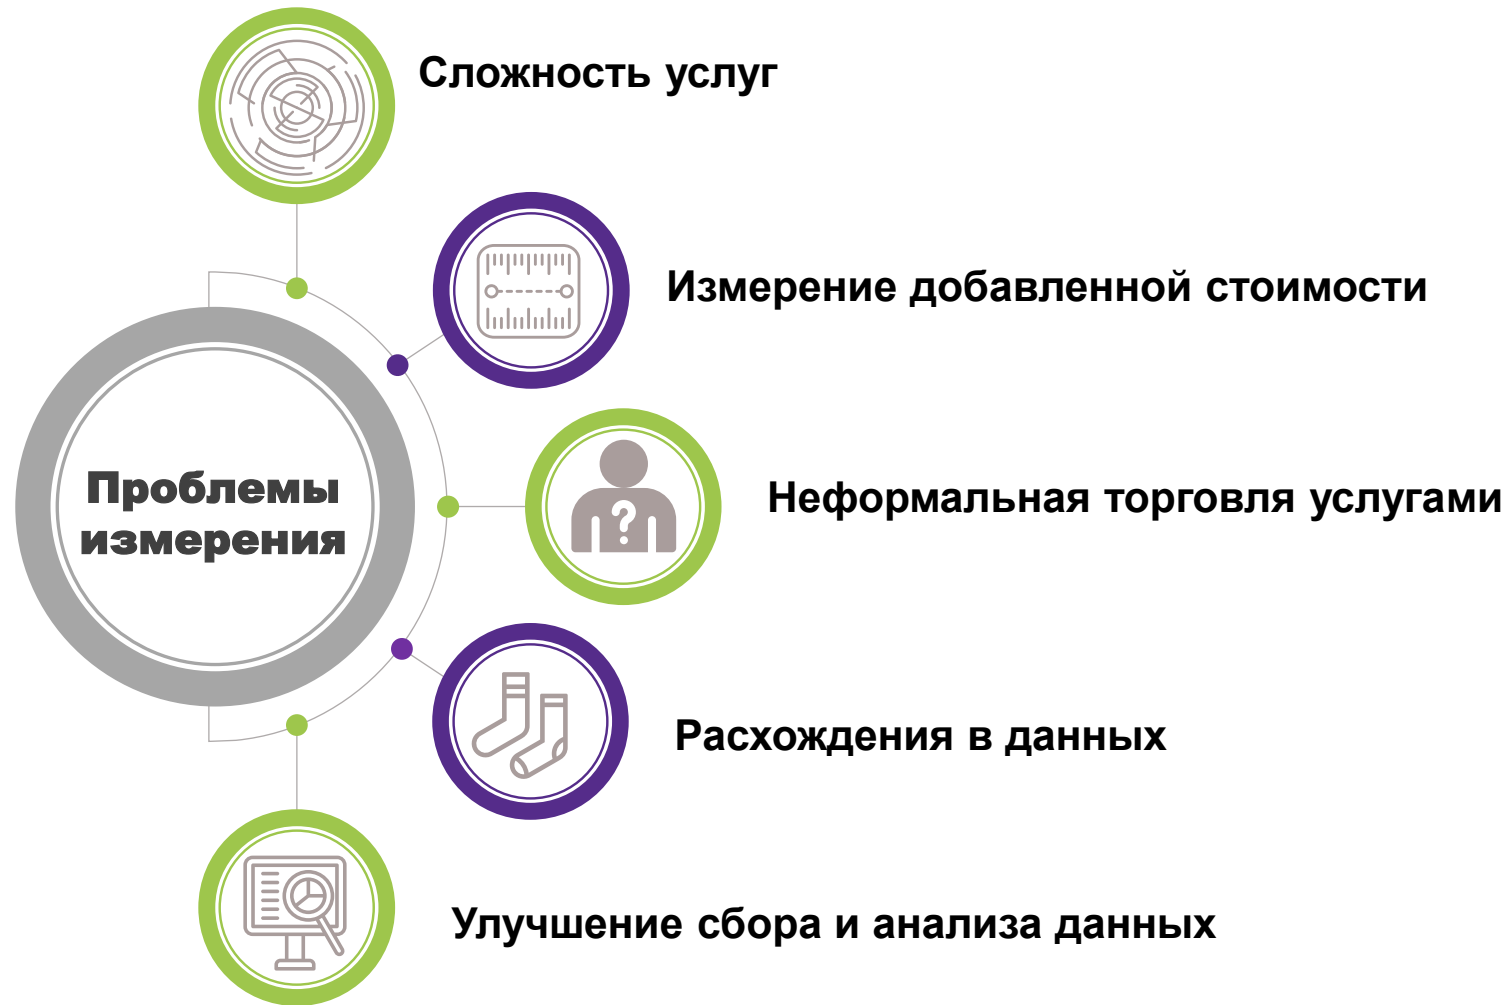 Сложность услуг
Измерение добавленной стоимости
Проблемы
измерения
Неформальная торговля услугами
?
Расхождения в данных
Улучшение сбора и анализа данных